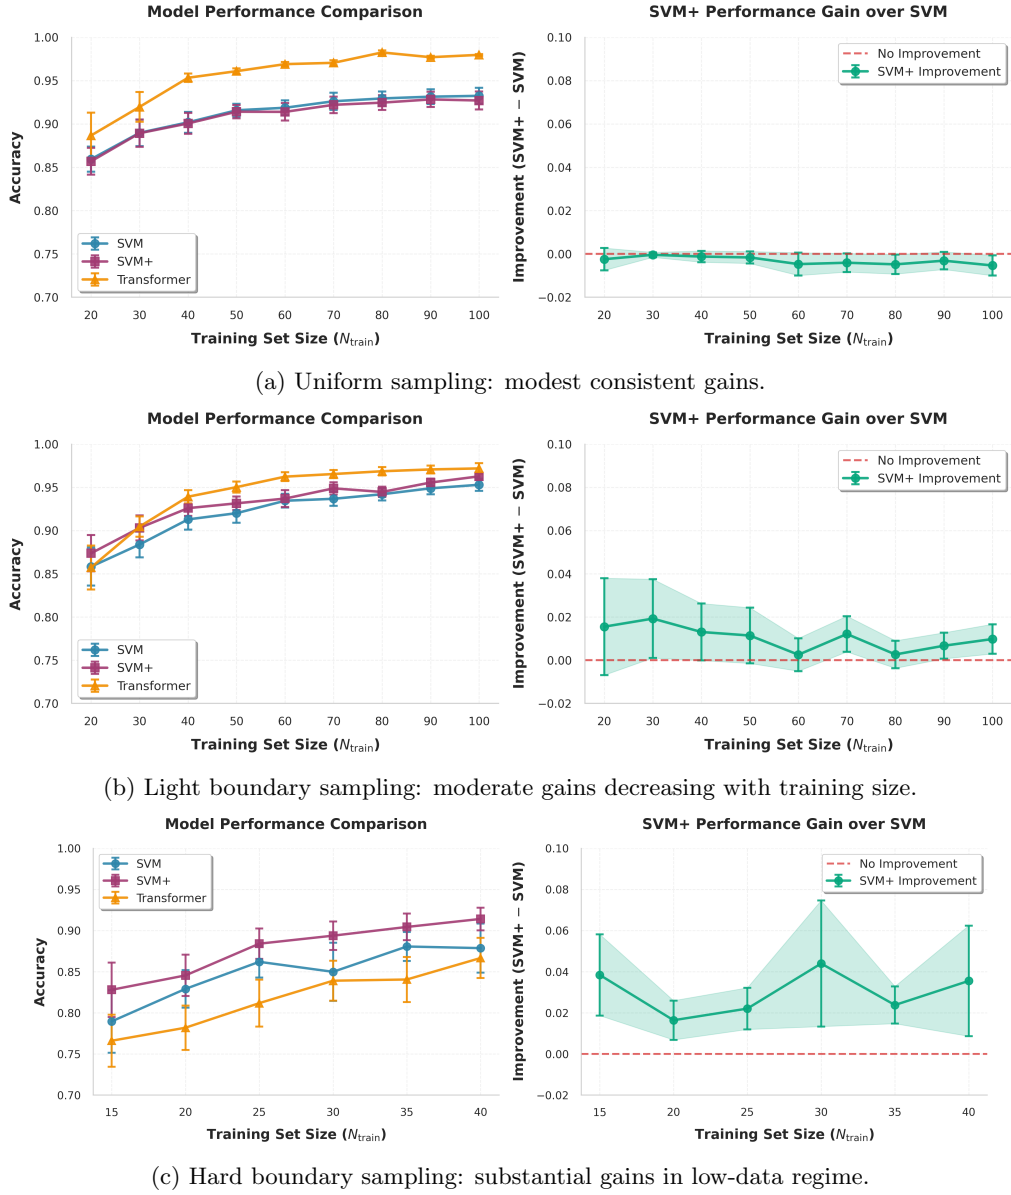 Model Performance Comparison
SVM+ Performance Gain over SVM
1.00
0.95
0.90
0.85
0.80
0.75
0.70
Accuracy
SVM
SVM+
Transformer
20 30 40 50 60 70 80 90 100
Training Set Size (N_train)
0.10
0.08
0.06
0.04
0.02
0.00
−0.02
Improvement (SVM+ − SVM)
No Improvement
SVM+ Improvement
20 30 40 50 60 70 80 90 100
Training Set Size (N_train)
(a) Uniform sampling: modest consistent gains.
Model Performance Comparison
SVM+ Performance Gain over SVM
1.00
0.95
0.90
0.85
0.80
0.75
0.70
Accuracy
SVM
SVM+
Transformer
20 30 40 50 60 70 80 90 100
Training Set Size (N_train)
0.10
0.08
0.06
0.04
0.02
0.00
−0.02
Improvement (SVM+ − SVM)
No Improvement
SVM+ Improvement
20 30 40 50 60 70 80 90 100
Training Set Size (N_train)
(b) Light boundary sampling: moderate gains decreasing with training size.
Model Performance Comparison
SVM+ Performance Gain over SVM
1.00
0.95
0.90
0.85
0.80
0.75
0.70
Accuracy
SVM
SVM+
Transformer
15 20 25 30 35 40
Training Set Size (N_train)
0.10
0.08
0.06
0.04
0.02
0.00
−0.02
Improvement (SVM+ − SVM)
No Improvement
SVM+ Improvement
15 20 25 30 35 40
Training Set Size (N_train)
(c) Hard boundary sampling: substantial gains in low-data regime.